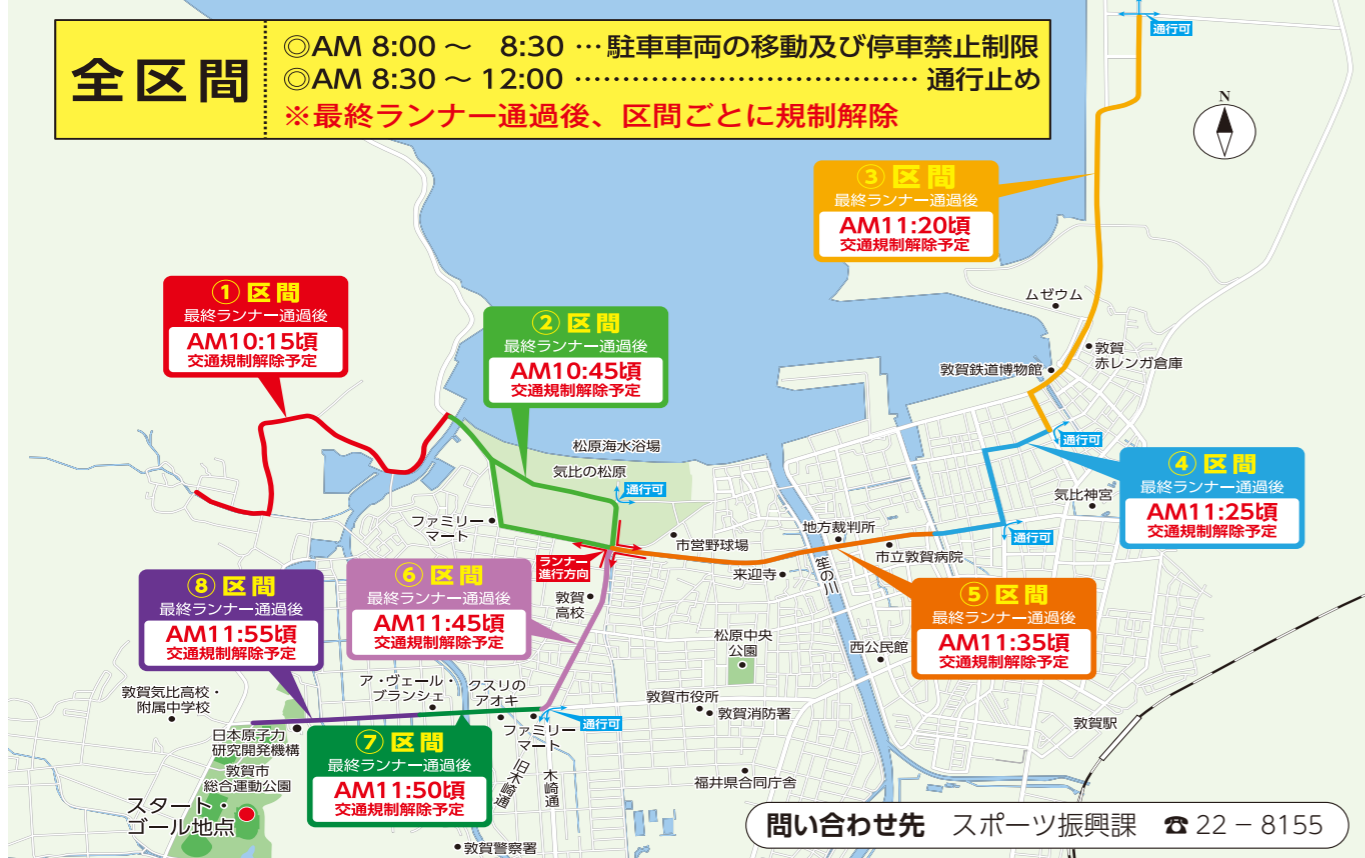 全区間
◎AM 8:00 ～ 8:30 … 駐車車両の移動及び停車禁止制限
◎AM 8:30 ～ 12:00 …………………………… 通行止め
※最終ランナー通過後、区間ごとに規制解除
通行可
N
③ 区間
最終ランナー通過後
AM11:20頃
交通規制解除予定
① 区間
最終ランナー通過後
AM10:15頃
交通規制解除予定
② 区間
最終ランナー通過後
AM10:45頃
交通規制解除予定
ムゼウム
敦賀
赤レンガ倉庫
敦賀鉄道博物館
通行可
松原海水浴場
気比の松原
通行可
④ 区間
最終ランナー通過後
AM11:25頃
交通規制解除予定
気比神宮
通行可
ファミリー
マート
市営野球場
地方裁判所
市立敦賀病院
来迎寺
笙の川
ランナー
進行方向
敦賀
高校
⑥ 区間
最終ランナー通過後
AM11:45頃
交通規制解除予定
⑧ 区間
最終ランナー通過後
AM11:55頃
交通規制解除予定
⑤ 区間
最終ランナー通過後
AM11:35頃
交通規制解除予定
松原中央
公園
西公民館
敦賀気比高校・
附属中学校
ア・ヴェール・
ブランシェ
クスリの
アオキ
敦賀市役所
敦賀消防署
敦賀駅
通行可
ファミリー
マート
日本原子力
研究開発機構
⑦ 区間
最終ランナー通過後
AM11:50頃
交通規制解除予定
敦賀市
総合運動公園
旧木崎通
木崎通
福井県合同庁舎
スタート・
ゴール地点
敦賀警察署
問い合わせ先 スポーツ振興課 ☎ 22－8155